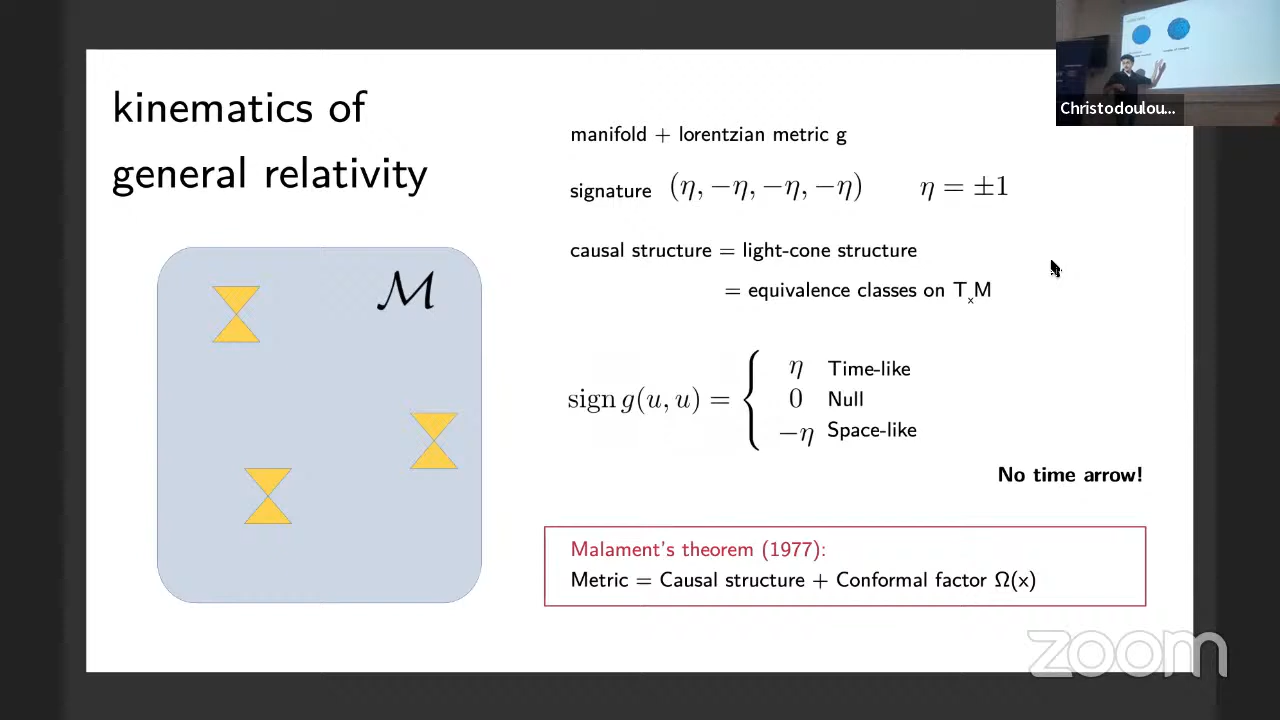 kinematics of
general relativity
ℳ
manifold + lorentzian metric g
signature (η, −η, −η, −η) η = ±1
causal structure = light-cone structure
= equivalence classes on TₓM
sign g(u, u) = { η Time-like
0 Null
−η Space-like
No time arrow!
Malament's theorem (1977):
Metric = Causal structure + Conformal factor Ω(x)
Christodoulou...
zoom